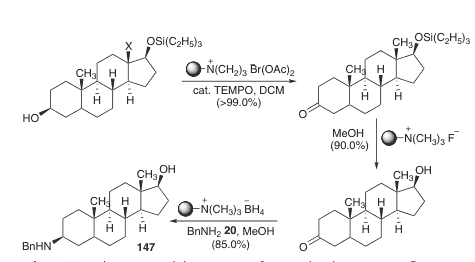 X OSi(C₂H₅)₃
CH₃ H
H H
HO
N⁺(CH₂)₃ Br(OAc)₂⁻
cat. TEMPO, DCM
(>99.0%)
CH₃ OSi(C₂H₅)₃
CH₃ H
H H
O
MeOH
(90.0%)
N⁺(CH₃)₃ F⁻
CH₃ OH
CH₃ H
H H
O
N⁺(CH₃)₃ B̄H₄
BnNH₂ 20, MeOH
(85.0%)
CH₃ OH
CH₃ H
H H
BnHN
147